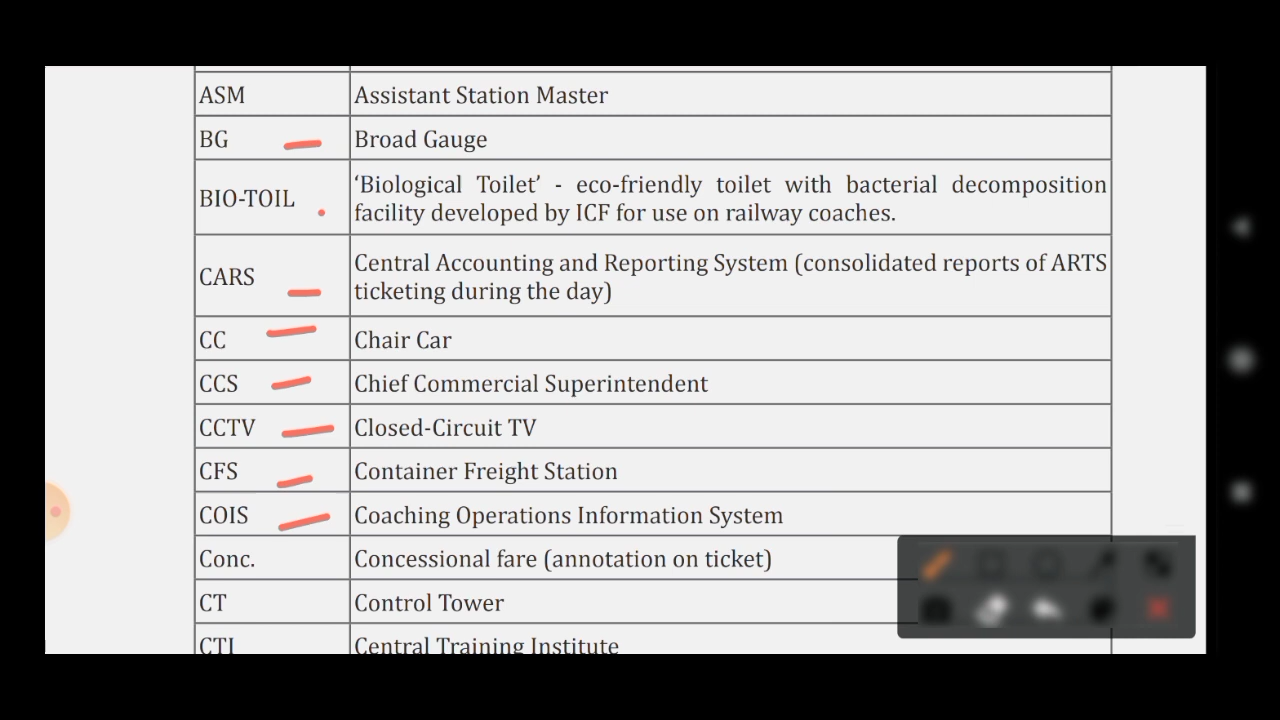 ASM Assistant Station Master
BG Broad Gauge
BIO-TOIL ‘Biological Toilet’ - eco-friendly toilet with bacterial decomposition
facility developed by ICF for use on railway coaches.
CARS Central Accounting and Reporting System (consolidated reports of ARTS
ticketing during the day)
CC Chair Car
CCS Chief Commercial Superintendent
CCTV Closed-Circuit TV
CFS Container Freight Station
COIS Coaching Operations Information System
Conc. Concessional fare (annotation on ticket)
CT Control Tower
CTI Central Training Institute